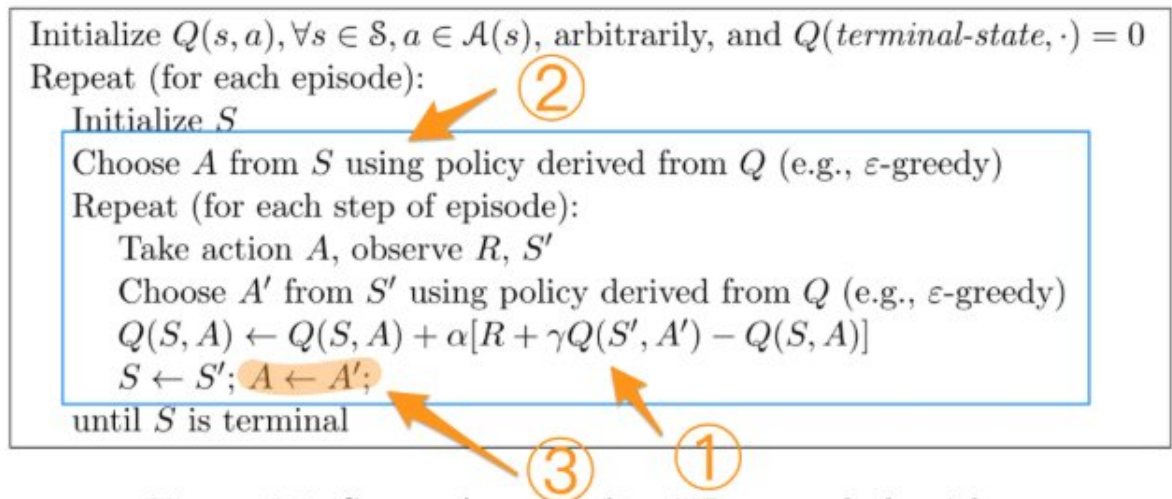 Initialize Q(s, a), ∀s ∈ 𝒮, a ∈ 𝒜(s), arbitrarily, and Q(terminal-state, ·) = 0
Repeat (for each episode):
②
Initialize S
Choose A from S using policy derived from Q (e.g., ε-greedy)
Repeat (for each step of episode):
Take action A, observe R, S′
Choose A′ from S′ using policy derived from Q (e.g., ε-greedy)
Q(S, A) ← Q(S, A) + α[R + γQ(S′, A′) − Q(S, A)]
S ← S′; A ← A′;
until S is terminal
③ ①